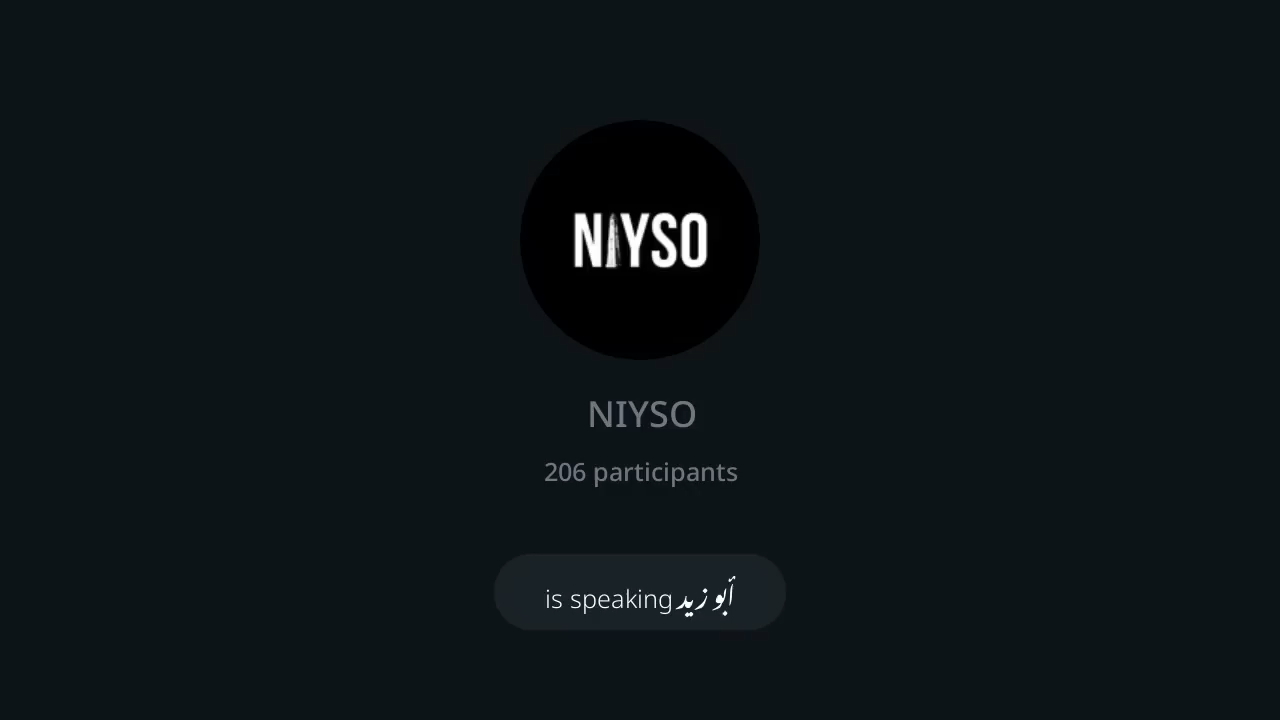 NIYSO
NIYSO
206 participants
أبو زيد is speaking